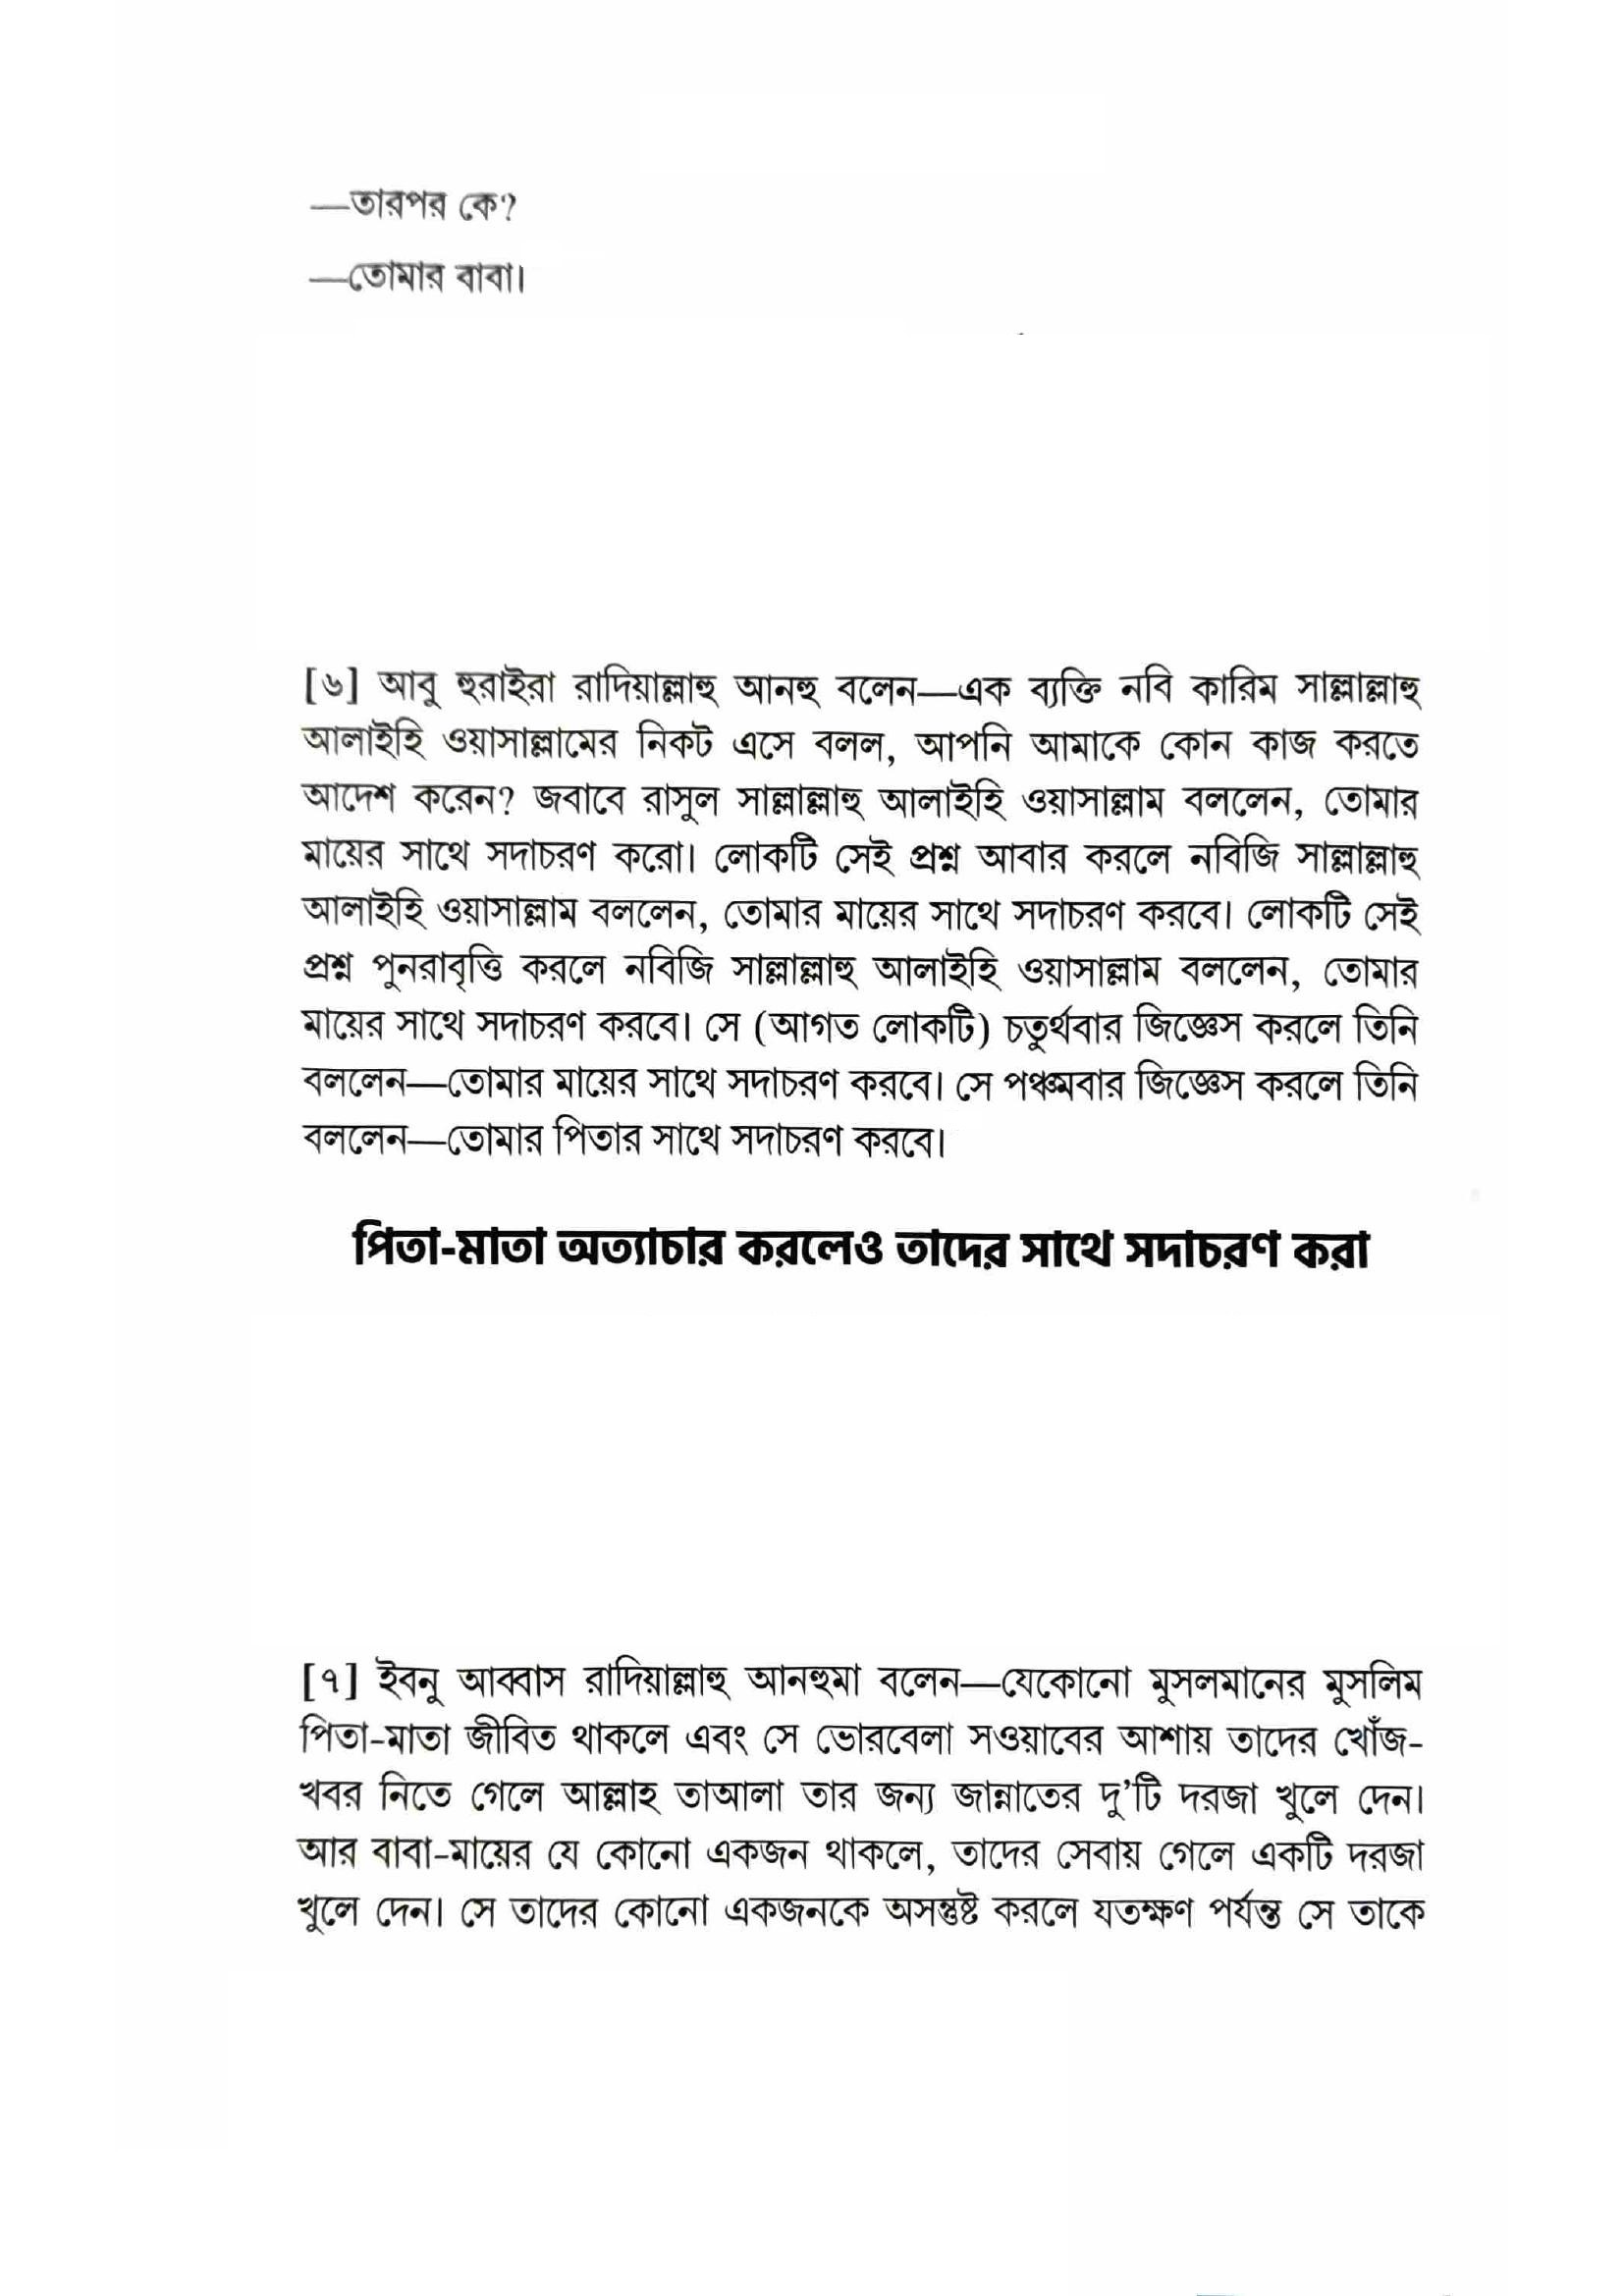 —তারপর কে?
—তোমার বাবা।
[৬] আবু হুরাইরা রাদিয়াল্লাহু আনহু বলেন—এক ব্যক্তি নবি কারিম সাল্লাল্লাহু
আলাইহি ওয়াসাল্লামের নিকট এসে বলল, আপনি আমাকে কোন কাজ করতে
আদেশ করেন? জবাবে রাসুল সাল্লাল্লাহু আলাইহি ওয়াসাল্লাম বললেন, তোমার
মায়ের সাথে সদাচরণ করো। লোকটি সেই প্রশ্ন আবার করলে নবিজি সাল্লাল্লাহু
আলাইহি ওয়াসাল্লাম বললেন, তোমার মায়ের সাথে সদাচরণ করবে। লোকটি সেই
প্রশ্ন পুনরাবৃত্তি করলে নবিজি সাল্লাল্লাহু আলাইহি ওয়াসাল্লাম বললেন, তোমার
মায়ের সাথে সদাচরণ করবে। সে (আগত লোকটি) চতুর্থবার জিজ্ঞেস করলে তিনি
বললেন—তোমার মায়ের সাথে সদাচরণ করবে। সে পঞ্চমবার জিজ্ঞেস করলে তিনি
বললেন—তোমার পিতার সাথে সদাচরণ করবে।
পিতা-মাতা অত্যাচার করলেও তাদের সাথে সদাচরণ করা
[৭] ইবনু আব্বাস রাদিয়াল্লাহু আনহুমা বলেন—যেকোনো মুসলমানের মুসলিম
পিতা-মাতা জীবিত থাকলে এবং সে ভোরবেলা সওয়াবের আশায় তাদের খোঁজ-
খবর নিতে গেলে আল্লাহ তাআলা তার জন্য জান্নাতের দু'টি দরজা খুলে দেন।
আর বাবা-মায়ের যে কোনো একজন থাকলে, তাদের সেবায় গেলে একটি দরজা
খুলে দেন। সে তাদের কোনো একজনকে অসন্তুষ্ট করলে যতক্ষণ পর্যন্ত সে তাকে